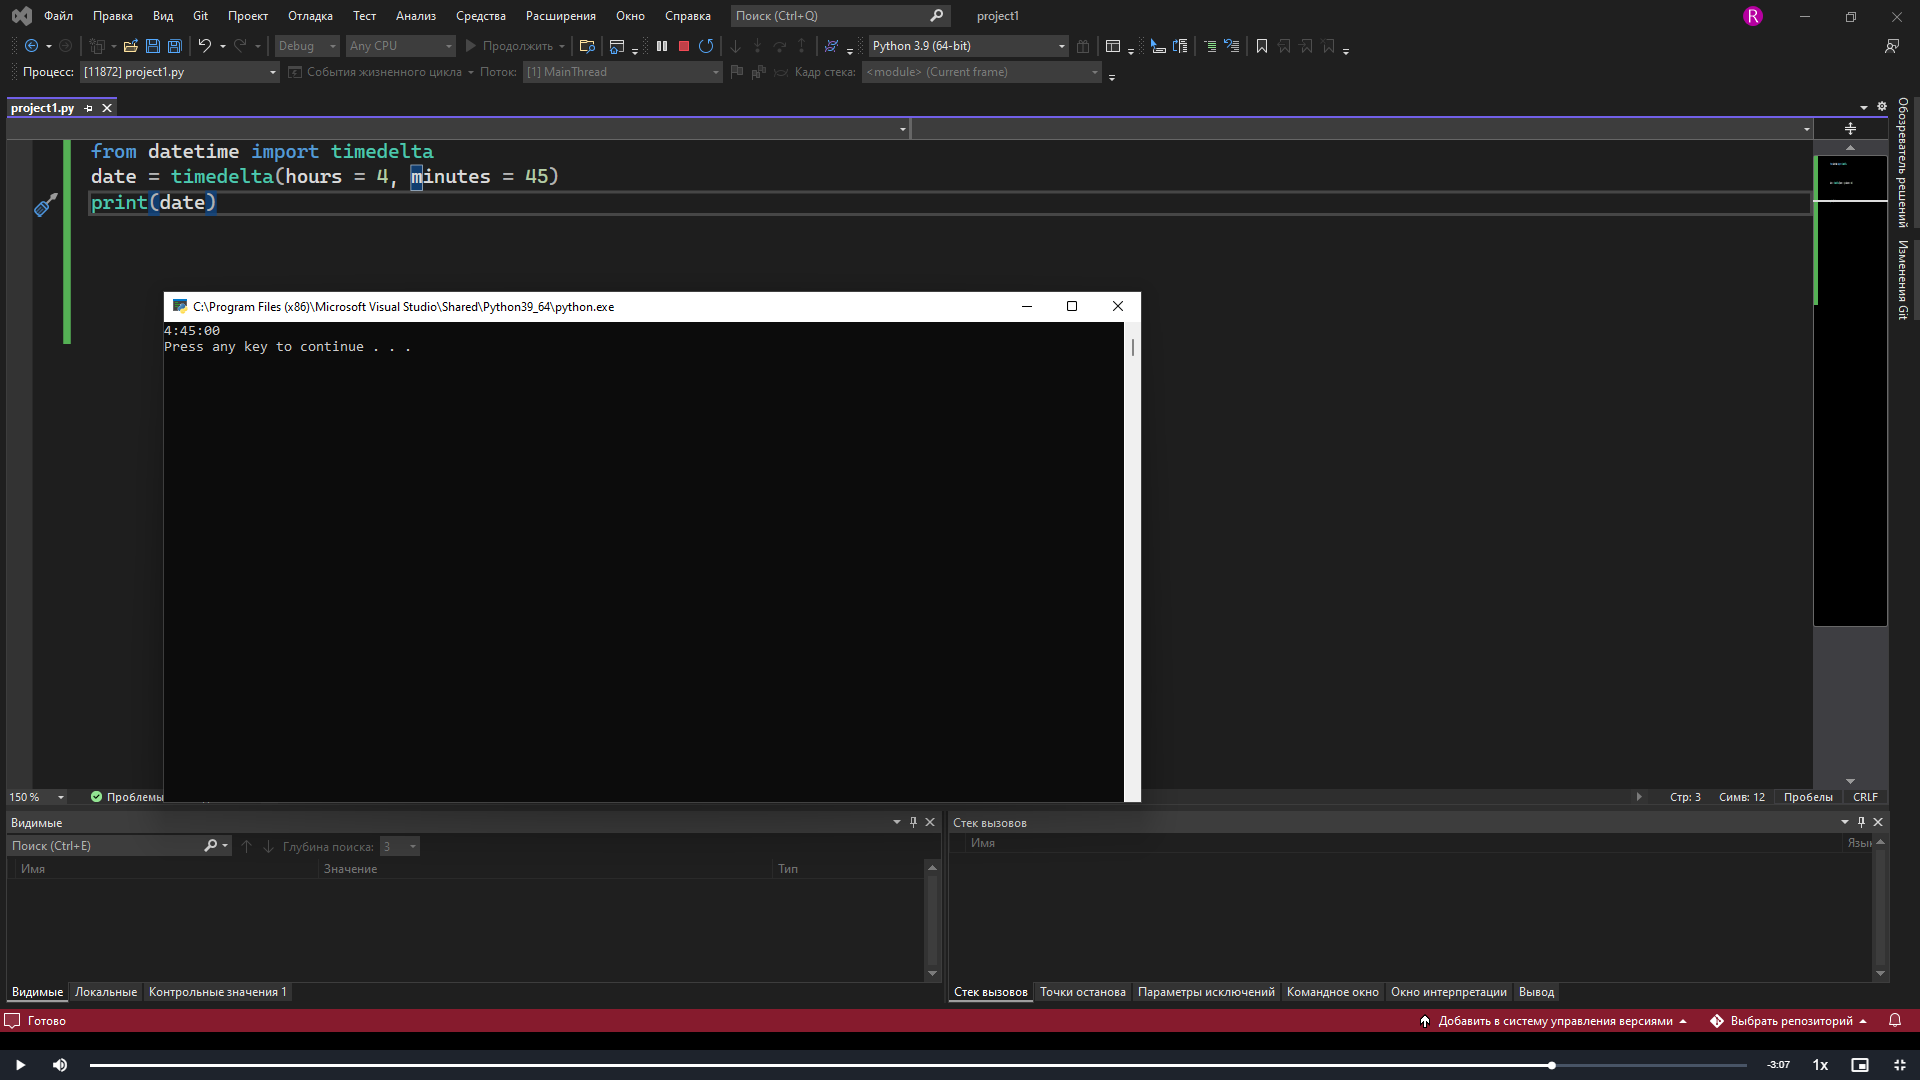 Файл Правка Вид Git Проект Отладка Тест Анализ Средства Расширения Окно Справка Поиск (Ctrl+Q) project1 R
Debug Any CPU Продолжить Python 3.9 (64-bit)
Процесс: [11872] project1.py События жизненного цикла Поток: [1] MainThread Кадр стека: <module> (Current frame)
project1.py
from datetime import timedelta
date = timedelta(hours = 4, minutes = 45)
print(date)
C:\Program Files (x86)\Microsoft Visual Studio\Shared\Python39_64\python.exe
4:45:00
Press any key to continue . . .
Обозреватель решений
Изменения Git
150 % Проблемы Стр: 3 Симв: 12 Пробелы CRLF
Видимые
Поиск (Ctrl+E) Глубина поиска: 3
Имя Значение Тип
Видимые Локальные Контрольные значения 1
Стек вызовов
Имя Язык
Стек вызовов Точки останова Параметры исключений Командное окно Окно интерпретации Вывод
Готово Добавить в систему управления версиями Выбрать репозиторий
-3:07 1x